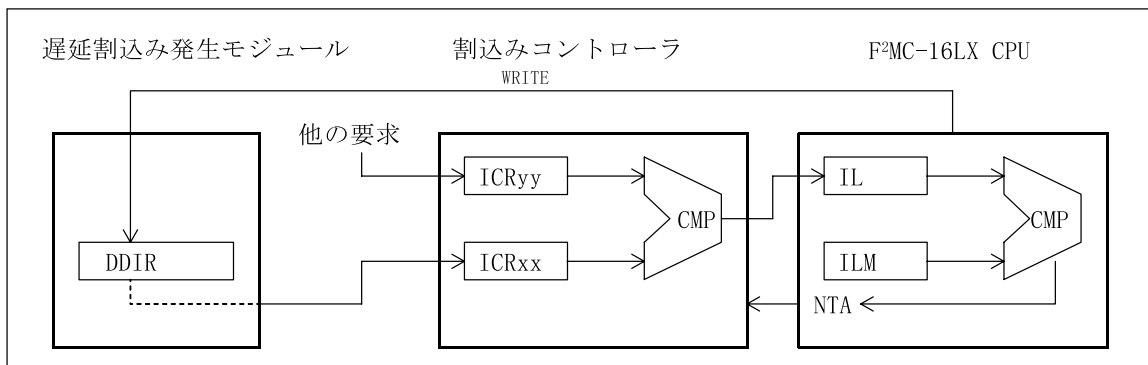 遅延割込み発生モジュール
割込みコントローラ
F²MC-16LX CPU
WRITE
他の要求
ICRyy
CMP
IL
CMP
DDIR
ICRxx
ILM
NTA